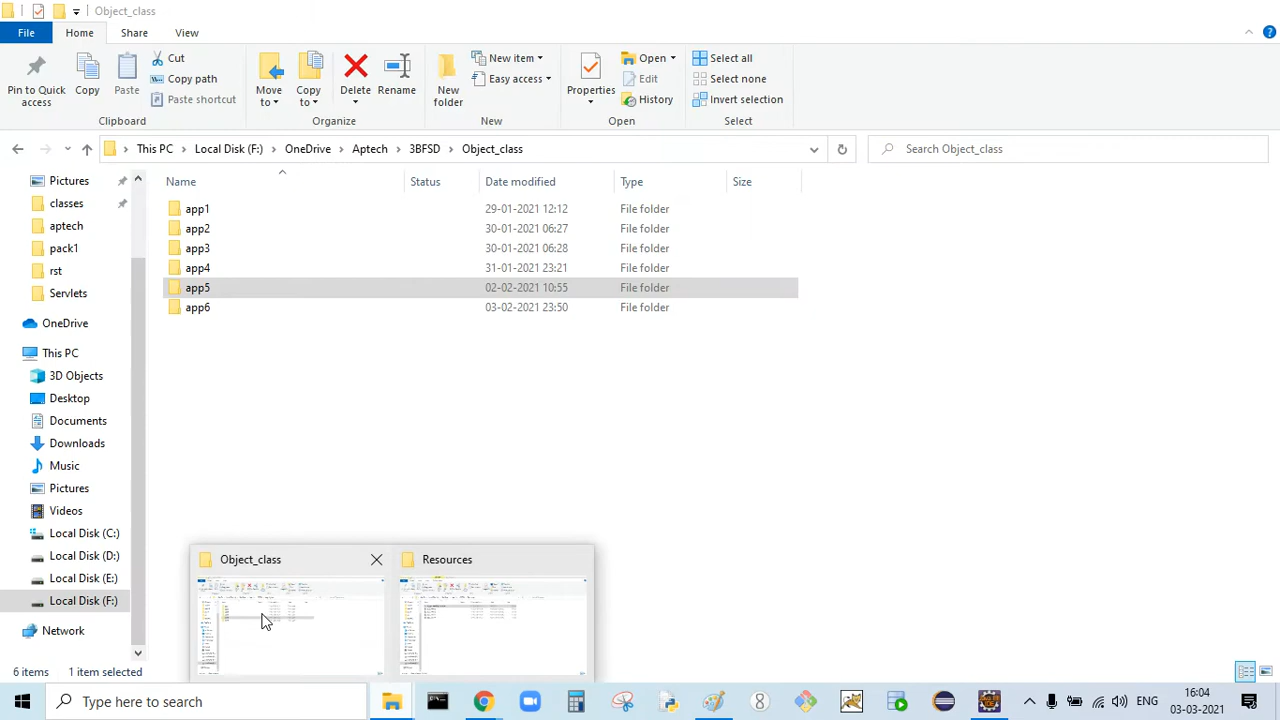 Object_class
File Home Share View
Pin to Quick access
Copy
Paste
Cut
Copy path
Paste shortcut
Clipboard
Move to
Copy to
Delete
Rename
Organize
New folder
New item
Easy access
New
Properties
Open
Edit
History
Open
Select all
Select none
Invert selection
Select
This PC Local Disk (F:) OneDrive Aptech 3BFSD Object_class
Search Object_class
Name Status Date modified Type Size
app1 29-01-2021 12:12 File folder
app2 30-01-2021 06:27 File folder
app3 30-01-2021 06:28 File folder
app4 31-01-2021 23:21 File folder
app5 02-02-2021 10:55 File folder
app6 03-02-2021 23:50 File folder
Pictures
classes
aptech
pack1
rst
Servlets
OneDrive
This PC
3D Objects
Desktop
Documents
Downloads
Music
Pictures
Videos
Local Disk (C:)
Local Disk (D:)
Local Disk (E:)
Local Disk (F:)
Network
Object_class
Resources
6 items 1 item selected
Type here to search
ENG
16:04
03-03-2021